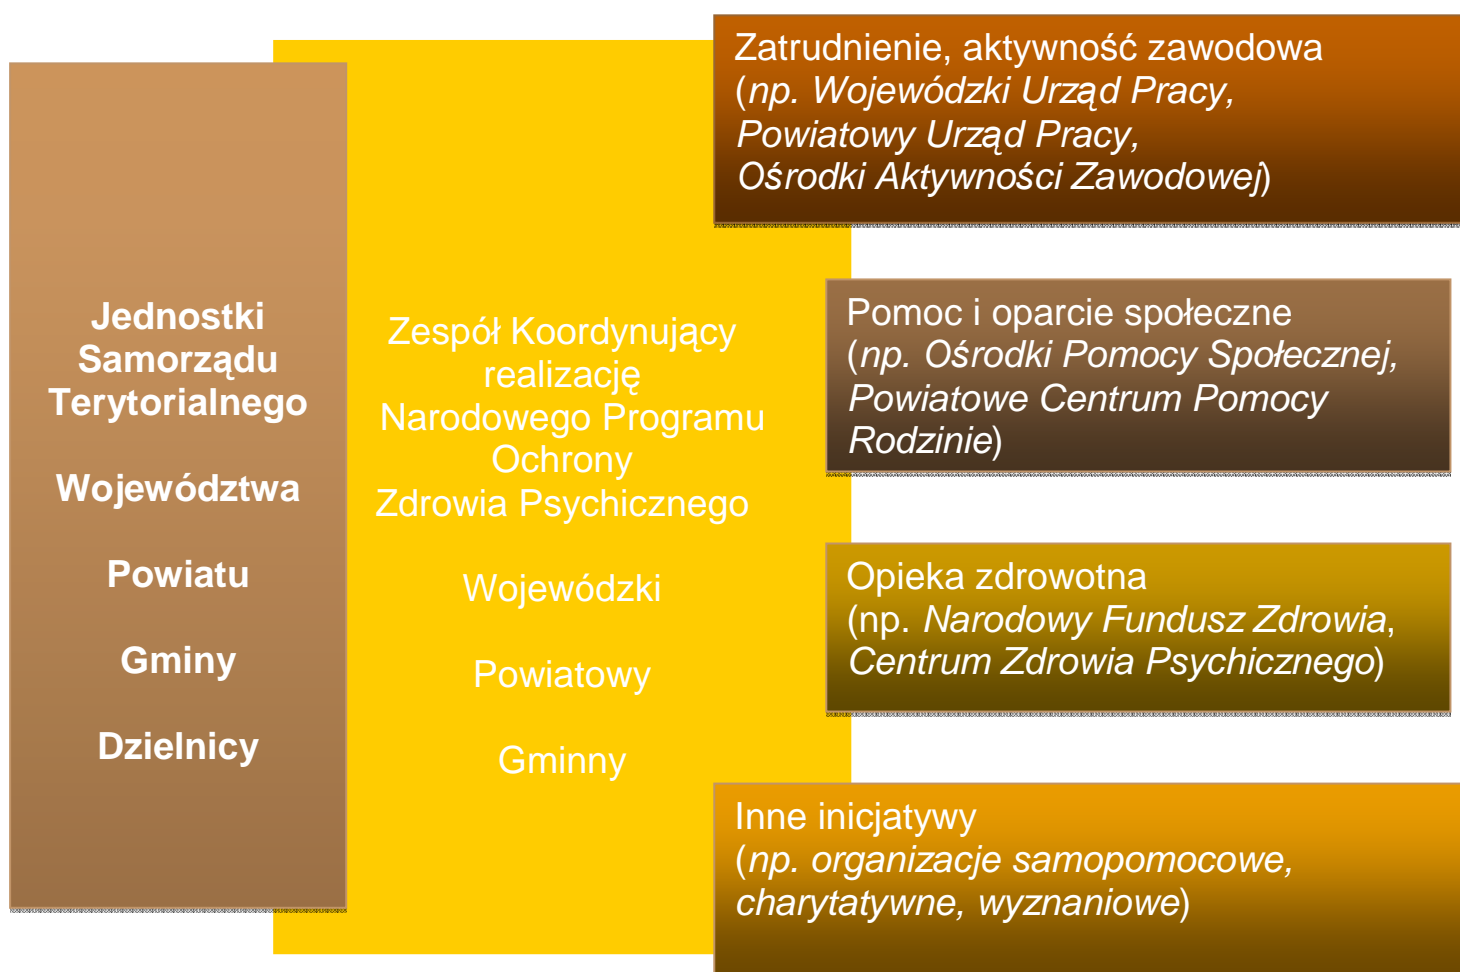 Jednostki
Samorządu
Terytorialnego
Województwa
Powiatu
Gminy
Dzielnicy
Zespół Koordynujący
realizację
Narodowego Programu
Ochrony
Zdrowia Psychicznego
Wojewódzki
Powiatowy
Gminny
Zatrudnienie, aktywność zawodowa
(np. Wojewódzki Urząd Pracy,
Powiatowy Urząd Pracy,
Ośrodki Aktywności Zawodowej)
Pomoc i oparcie społeczne
(np. Ośrodki Pomocy Społecznej,
Powiatowe Centrum Pomocy
Rodzinie)
Opieka zdrowotna
(np. Narodowy Fundusz Zdrowia,
Centrum Zdrowia Psychicznego)
Inne inicjatywy
(np. organizacje samopomocowe,
charytatywne, wyznaniowe)